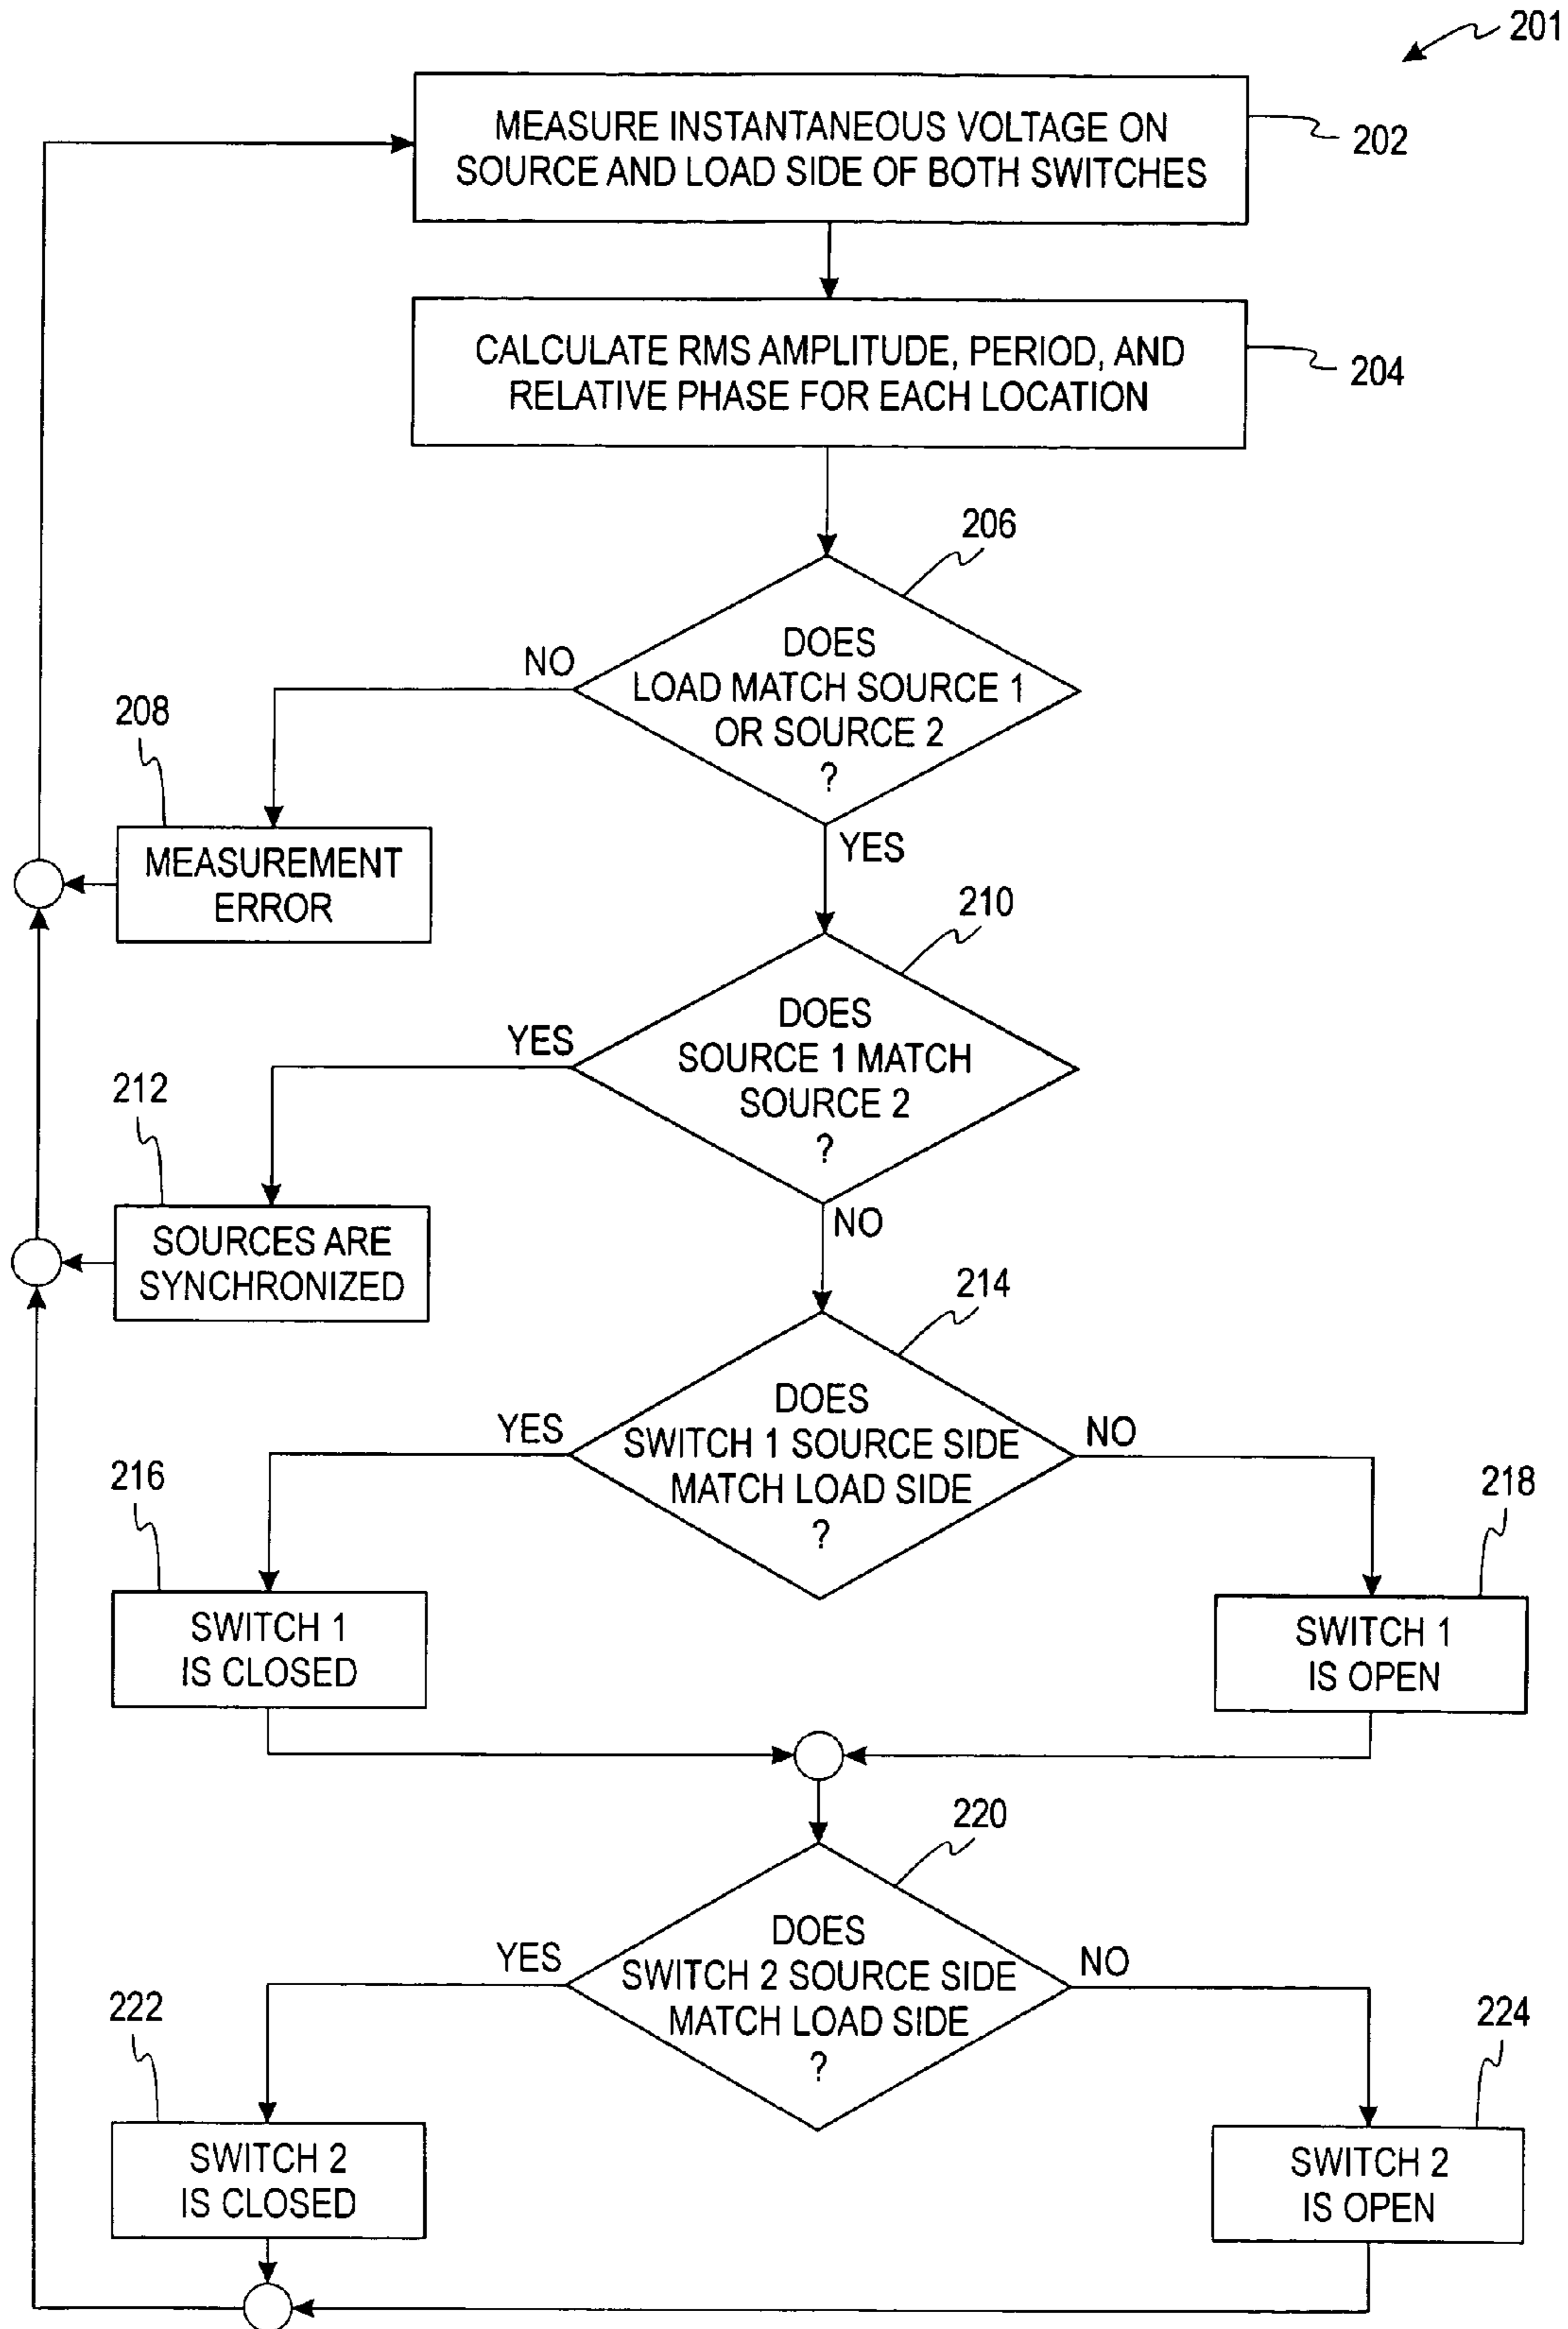 201
MEASURE INSTANTANEOUS VOLTAGE ON
SOURCE AND LOAD SIDE OF BOTH SWITCHES
202
CALCULATE RMS AMPLITUDE, PERIOD, AND
RELATIVE PHASE FOR EACH LOCATION
204
206
DOES
LOAD MATCH SOURCE 1
OR SOURCE 2
?
NO
YES
208
MEASUREMENT
ERROR
210
DOES
SOURCE 1 MATCH
SOURCE 2
?
YES
NO
212
SOURCES ARE
SYNCHRONIZED
214
DOES
SWITCH 1 SOURCE SIDE
MATCH LOAD SIDE
?
YES
NO
216
SWITCH 1
IS CLOSED
218
SWITCH 1
IS OPEN
220
DOES
SWITCH 2 SOURCE SIDE
MATCH LOAD SIDE
?
YES
NO
222
SWITCH 2
IS CLOSED
224
SWITCH 2
IS OPEN